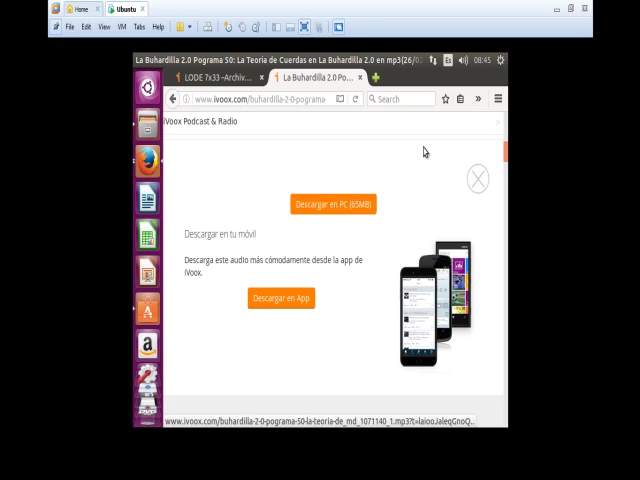 Home
Ubuntu
File Edit View VM Tabs Help
La Buhardilla 2.0 Pograma 50: La Teoria de Cuerdas en La Buhardilla 2.0 en mp3(26/0
Es
08:45
LODE 7x33 -Archiv...
La Buhardilla 2.0 Po...
www.ivoox.com/buhardilla-2-0-pograma-
Search
iVoox Podcast & Radio
Descargar en PC (65MB)
Descargar en tu móvil
Descarga este audio más cómodamente desde la app de
iVoox.
Descargar en App
www.ivoox.com/buhardilla-2-0-pograma-50-la-teoria-de_md_1071140_1.mp3?